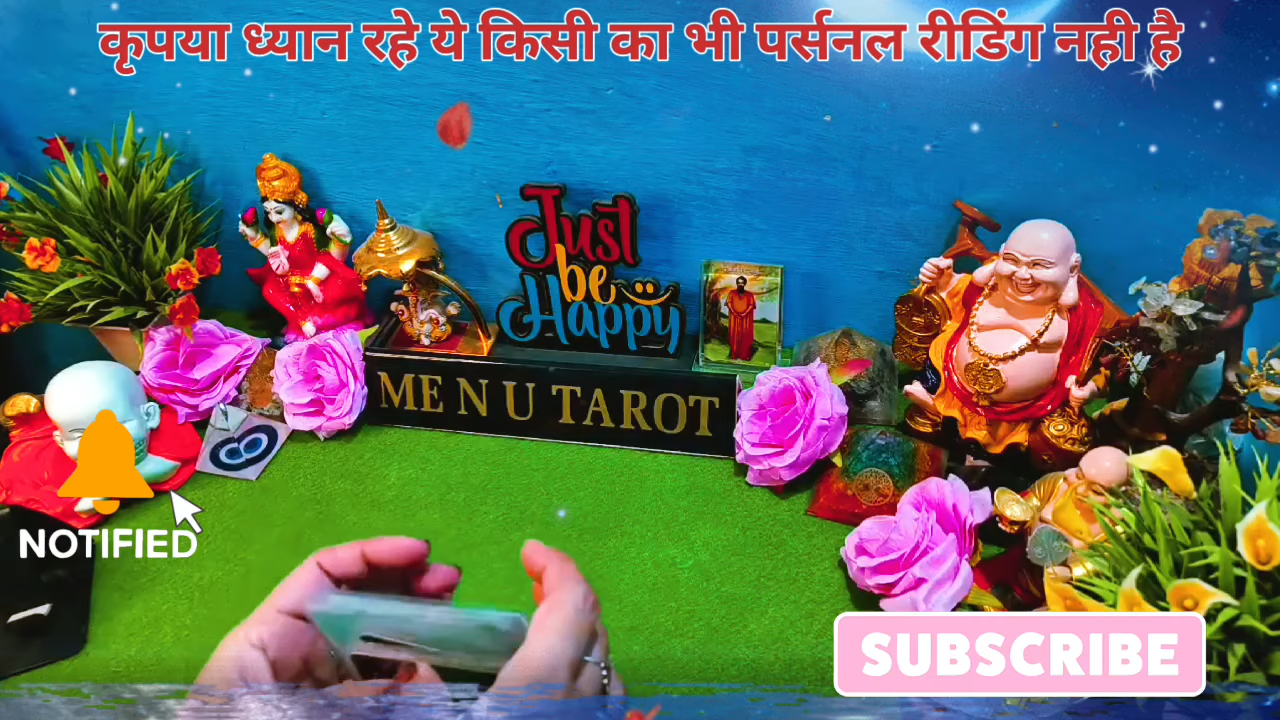 कृपया ध्यान रहे ये किसी का भी पर्सनल रीडिंग नही है
Just
be
Happy
ME N U TAROT
NOTIFIED
SUBSCRIBE